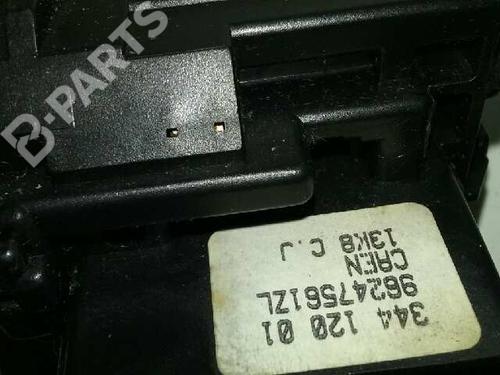 B-PARTS
344 120 01
96247561ZL
CAEN
13K8 C.J